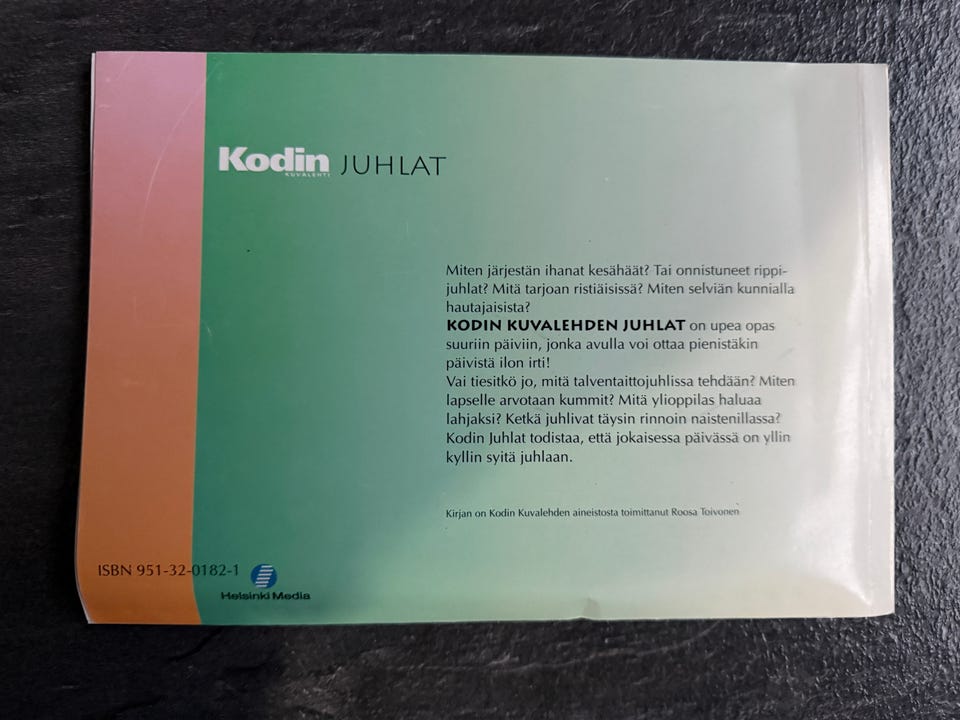 Kodin JUHLAT
KUVALEHTI
Miten järjestän ihanat kesähäät? Tai onnistuneet rippi-
juhlat? Mitä tarjoan ristiäisissä? Miten selviän kunnialla
hautajaisista?
KODIN KUVALEHDEN JUHLAT on upea opas
suuriin päiviin, jonka avulla voi ottaa pienistäkin
päivistä ilon irti!
Vai tiesitkö jo, mitä talventaittojuhlissa tehdään? Miten
lapselle arvotaan kummit? Mitä ylioppilas haluaa
lahjaksi? Ketkä juhlivat täysin rinnoin naistenillassa?
Kodin Juhlat todistaa, että jokaisessa päivässä on yllin
kyllin syitä juhlaan.
Kirjan on Kodin Kuvalehden aineistosta toimittanut Roosa Toivonen
ISBN 951-32-0182-1
Helsinki Media